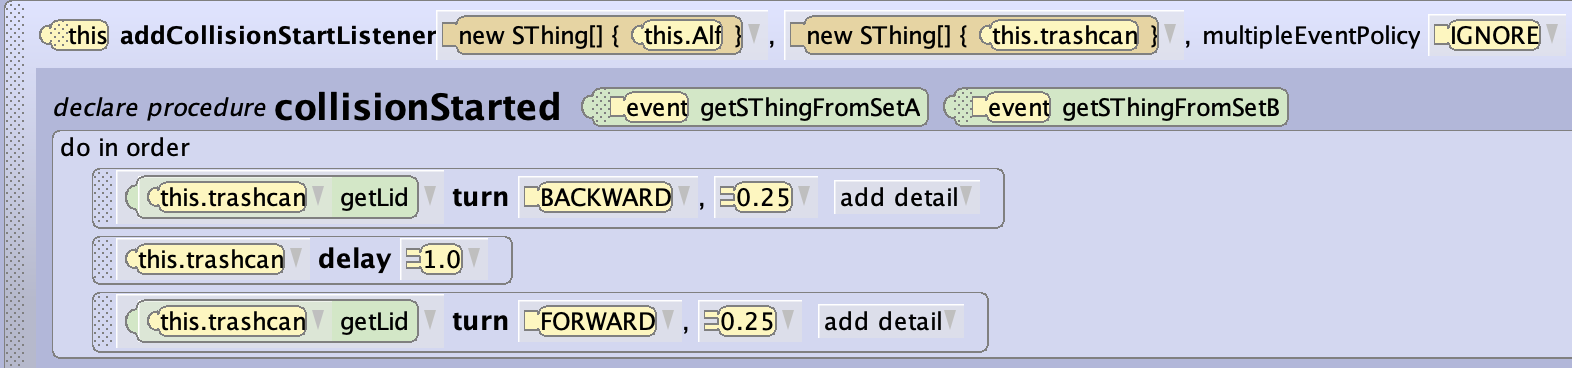 this addCollisionStartListener new SThing[] { this.Alf }, new SThing[] { this.trashcan }, multipleEventPolicy IGNORE
declare procedure collisionStarted event getSThingFromSetA event getSThingFromSetB
do in order
this.trashcan getLid turn BACKWARD, 0.25 add detail
this.trashcan delay 1.0
this.trashcan getLid turn FORWARD, 0.25 add detail